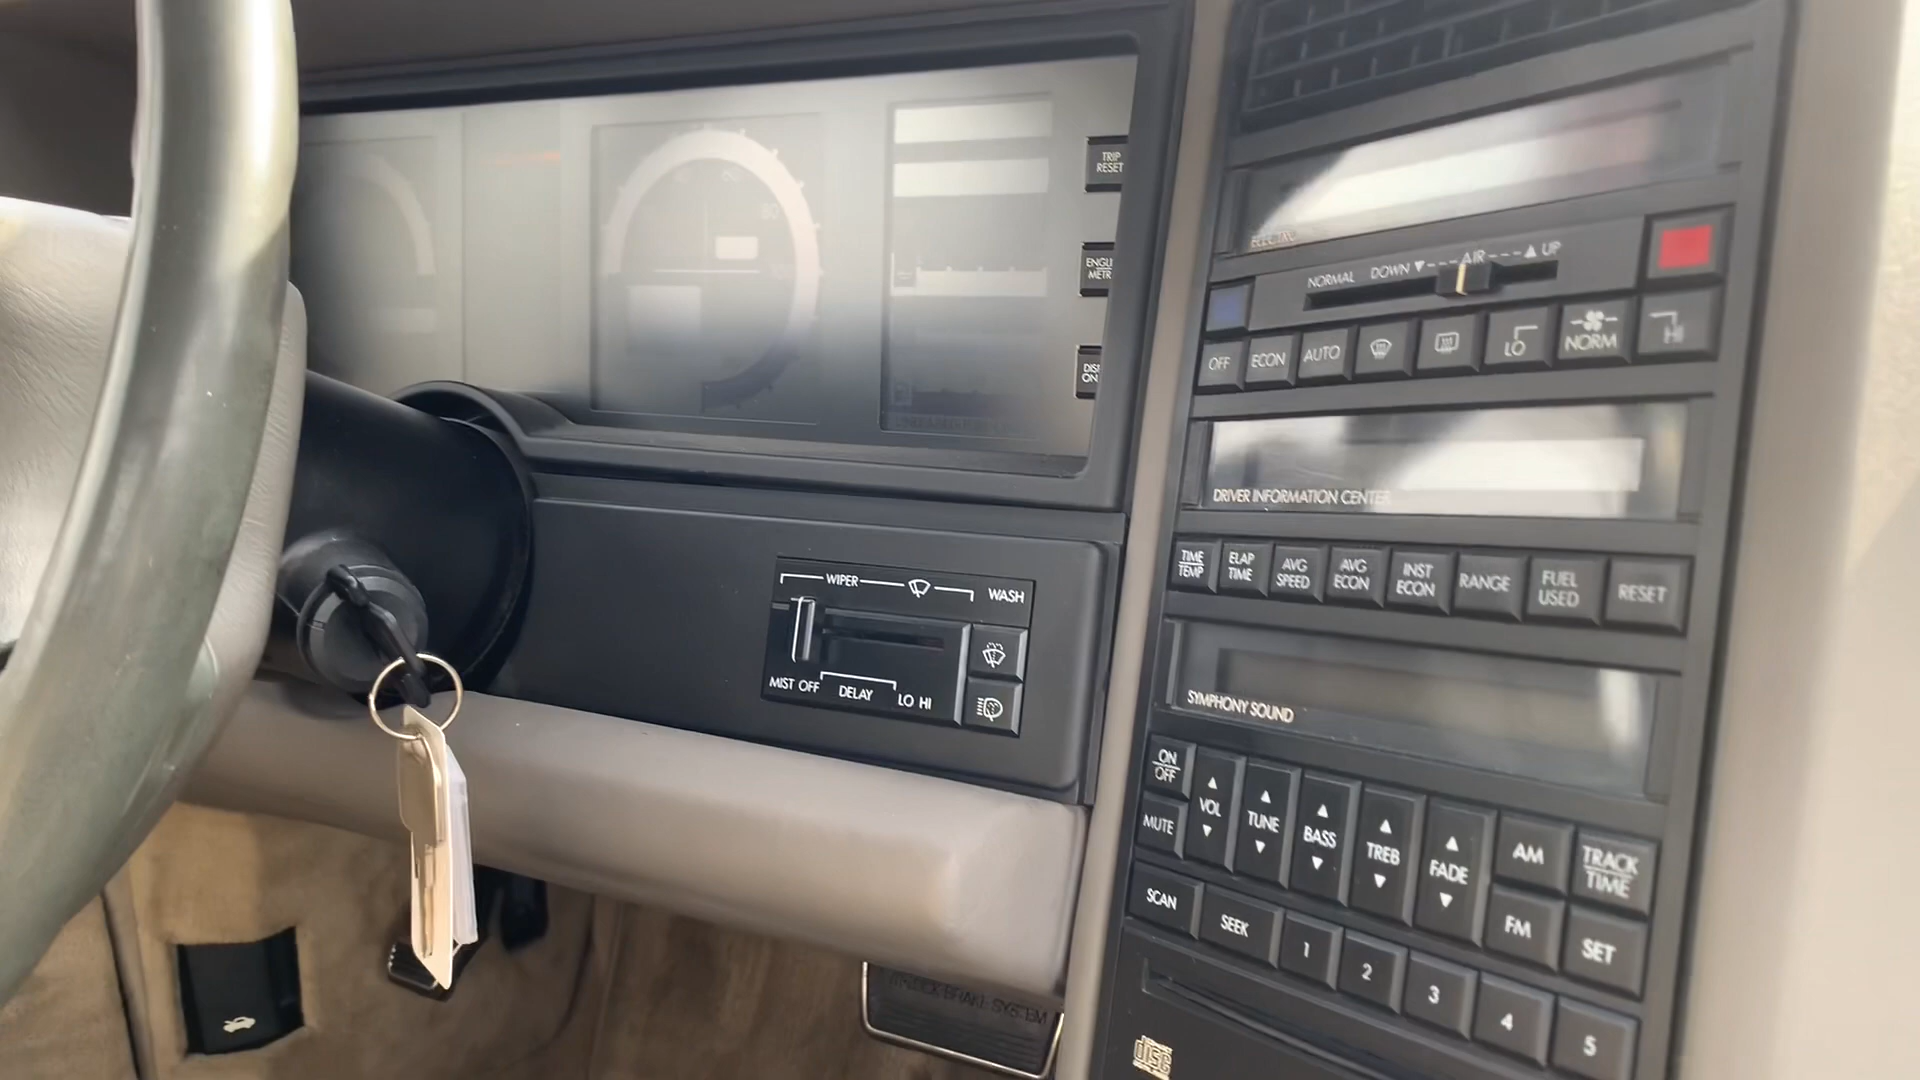 TRIP
RESET
80
NORMAL DOWN ▼---AIR---▲ UP
OFF ECON AUTO LO NORM HI
DRIVER INFORMATION CENTER
TIME
TEMP
ELAP
TIME
AVG
SPEED
AVG
ECON
INST
ECON
RANGE
FUEL
USED
RESET
WIPER WASH
MIST OFF DELAY LO HI
SYMPHONY SOUND
ON
OFF
MUTE
▲
VOL
▼
▲
TUNE
▼
▲
BASS
▼
▲
TREB
▼
▲
FADE
▼
AM
FM
TRACK
TIME
SET
SCAN SEEK 1 2 3 4 5
BRAKE SYSTEM
disc